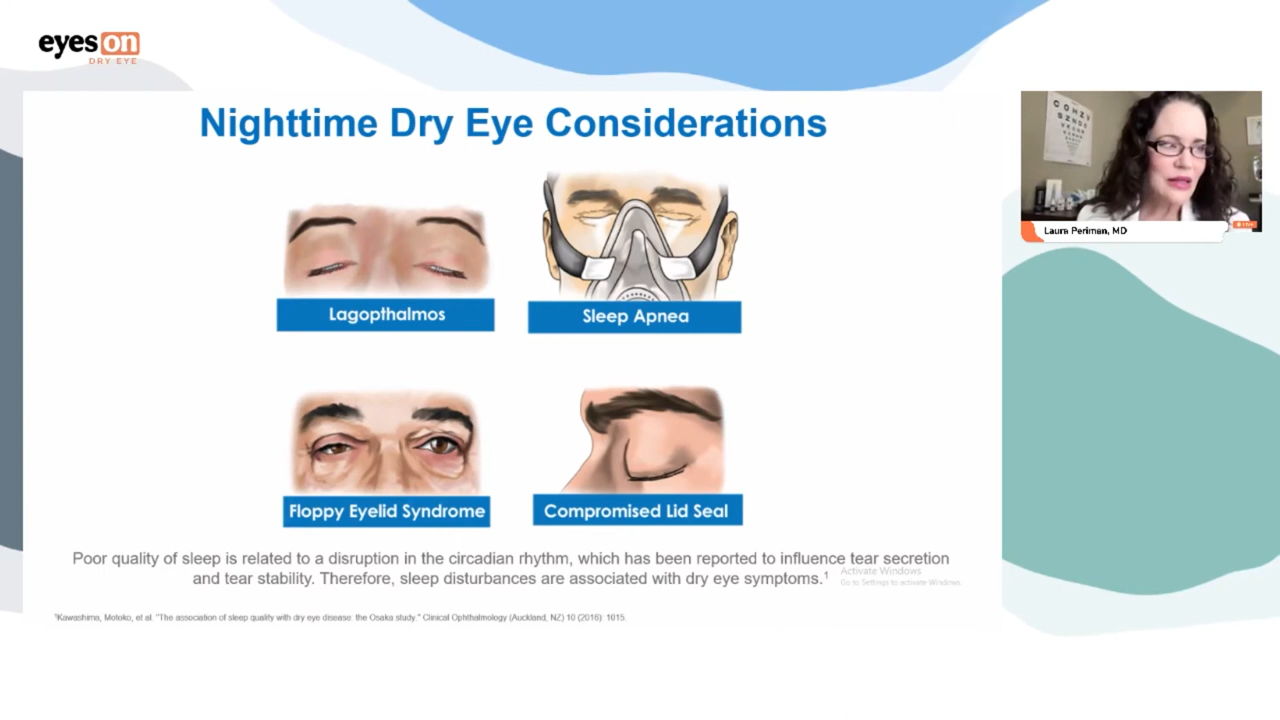 eyes on
DRY EYE
Nighttime Dry Eye Considerations
Laura Periman, MD
LIVE
Lagopthalmos
Sleep Apnea
Floppy Eyelid Syndrome
Compromised Lid Seal
Poor quality of sleep is related to a disruption in the circadian rhythm, which has been reported to influence tear secretion
and tear stability. Therefore, sleep disturbances are associated with dry eye symptoms.¹
Activate Windows
Go to Settings to activate Windows.
¹Kawashima, Motoko, et al. "The association of sleep quality with dry eye disease: the Osaka study." Clinical Ophthalmology (Auckland, NZ) 10 (2016): 1015.